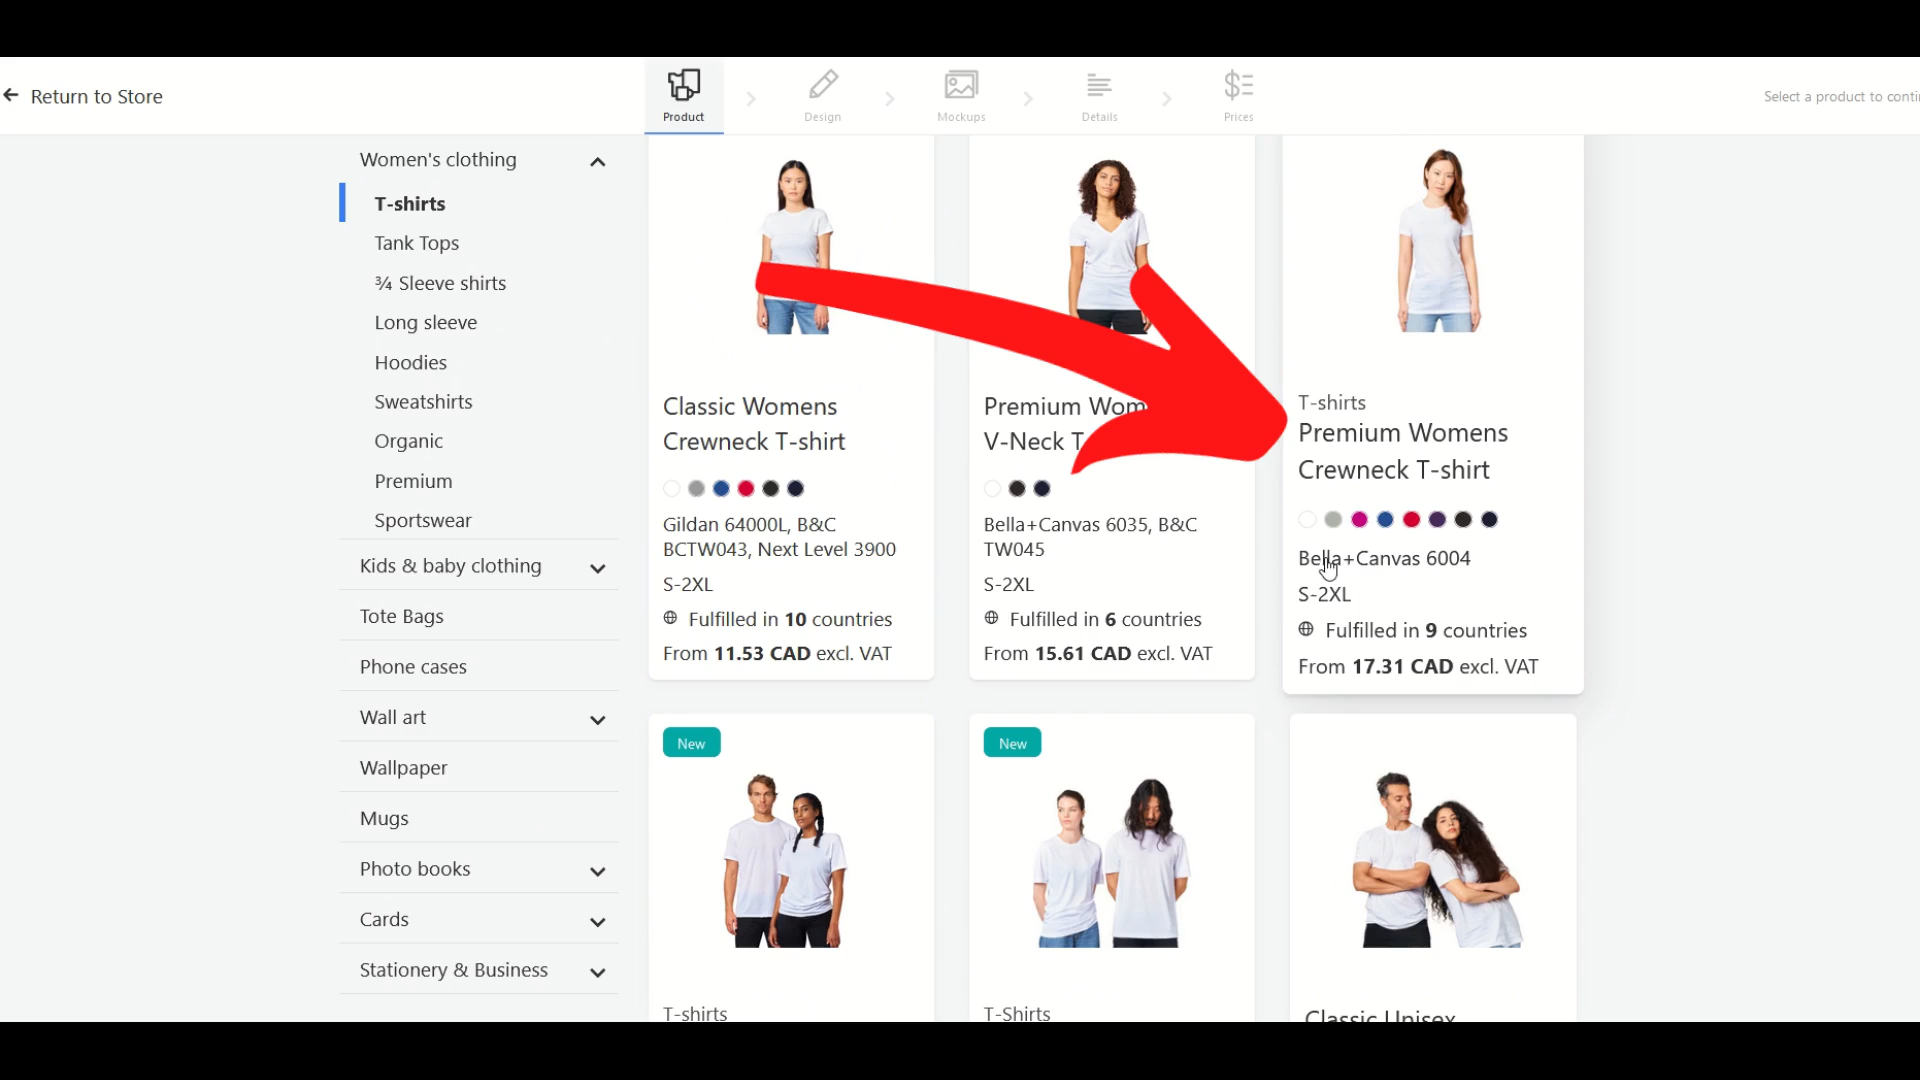 Return to Store
Product
Design
Mockups
Details
Prices
Select a product to
Women's clothing
T-shirts
Tank Tops
¾ Sleeve shirts
Long sleeve
Hoodies
Sweatshirts
Organic
Premium
Sportswear
Kids & baby clothing
Tote Bags
Phone cases
Wall art
Wallpaper
Mugs
Photo books
Cards
Stationery & Business
Classic Womens
Crewneck T-shirt
Gildan 64000L, B&C
BCTW043, Next Level 3900
S-2XL
Fulfilled in 10 countries
From 11.53 CAD excl. VAT
Premium
V-Neck
Bella+Canvas 6035, B&C
TW045
S-2XL
Fulfilled in 6 countries
From 15.61 CAD excl. VAT
T-shirts
Premium Womens
Crewneck T-shirt
Bella+Canvas 6004
S-2XL
Fulfilled in 9 countries
From 17.31 CAD excl. VAT
New
T-shirts
New
T-Shirts
Classic Unisex